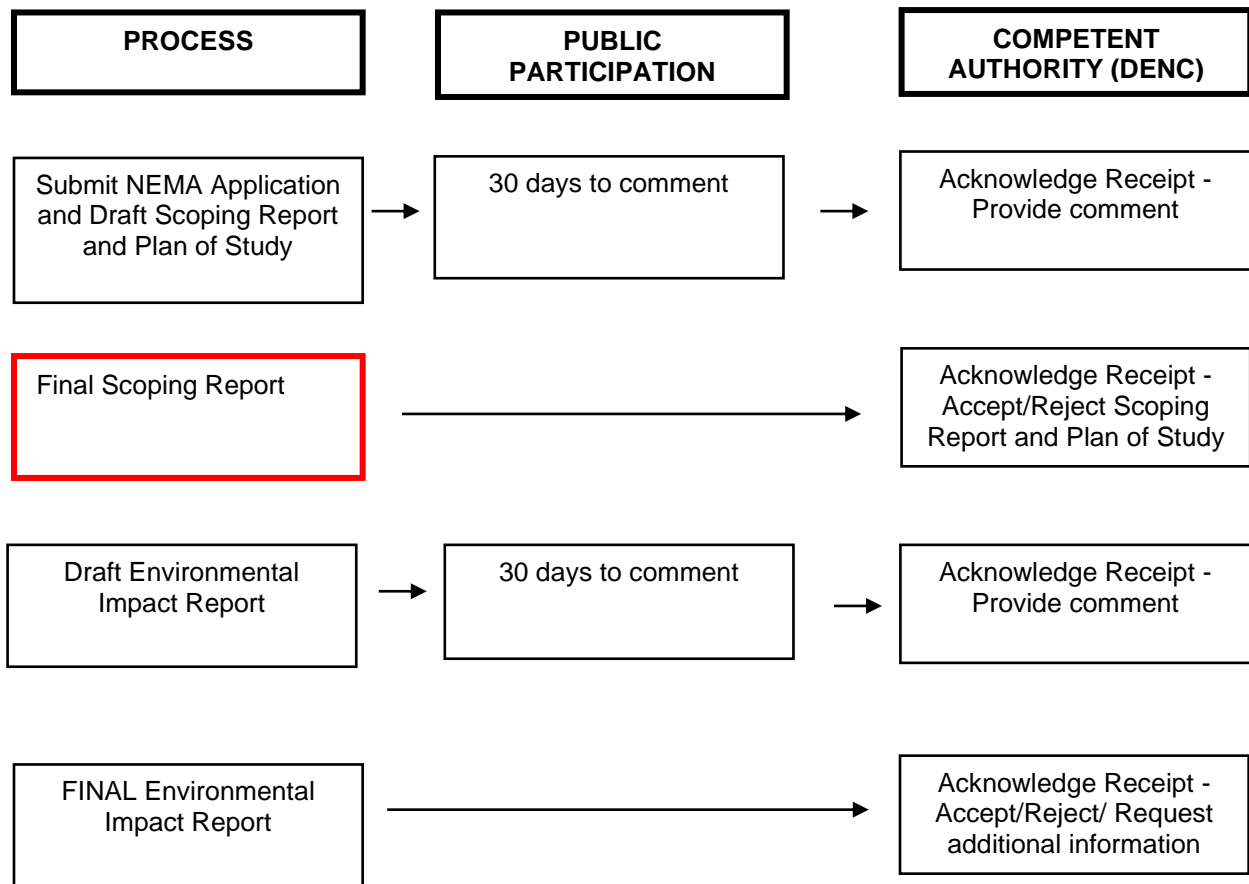 PROCESS
PUBLIC
PARTICIPATION
COMPETENT
AUTHORITY (DENC)
Submit NEMA Application
and Draft Scoping Report
and Plan of Study
30 days to comment
Acknowledge Receipt -
Provide comment
Final Scoping Report
Acknowledge Receipt -
Accept/Reject Scoping
Report and Plan of Study
Draft Environmental
Impact Report
30 days to comment
Acknowledge Receipt -
Provide comment
FINAL Environmental
Impact Report
Acknowledge Receipt -
Accept/Reject/ Request
additional information